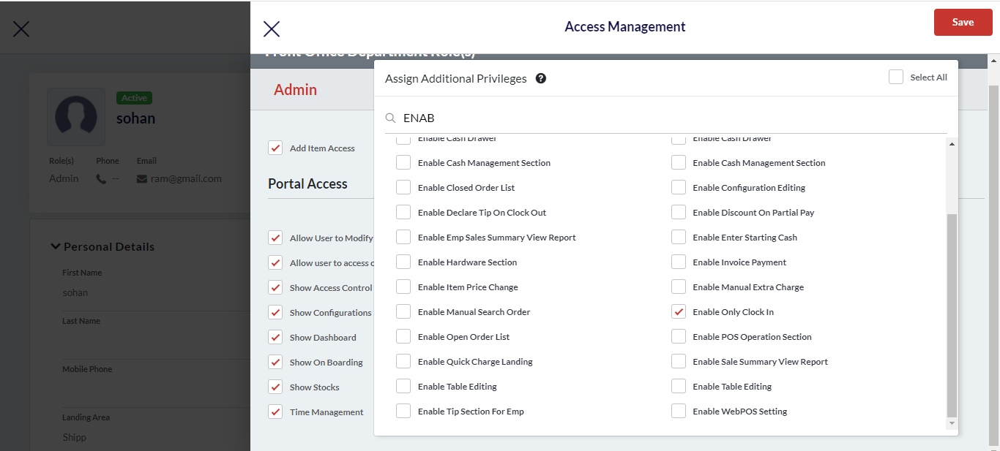 Access Management
Save
Front Office Department Role(s)
Admin
Assign Additional Privileges ?
Select All
ENAB
Active
sohan
Role(s) Phone Email
Admin -- ram@gmail.com
Personal Details
First Name
sohan
Last Name
Mobile Phone
Landing Area
Shipp
Add Item Access
Portal Access
Allow User to Modify
Allow user to access
Show Access Control
Show Configurations
Show Dashboard
Show On Boarding
Show Stocks
Time Management
Enable Cash Drawer Enable Cash Drawer
Enable Cash Management Section Enable Cash Management Section
Enable Closed Order List Enable Configuration Editing
Enable Declare Tip On Clock Out Enable Discount On Partial Pay
Enable Emp Sales Summary View Report Enable Enter Starting Cash
Enable Hardware Section Enable Invoice Payment
Enable Item Price Change Enable Manual Extra Charge
Enable Manual Search Order Enable Only Clock In
Enable Open Order List Enable POS Operation Section
Enable Quick Charge Landing Enable Sale Summary View Report
Enable Table Editing Enable Table Editing
Enable Tip Section For Emp Enable WebPOS Setting